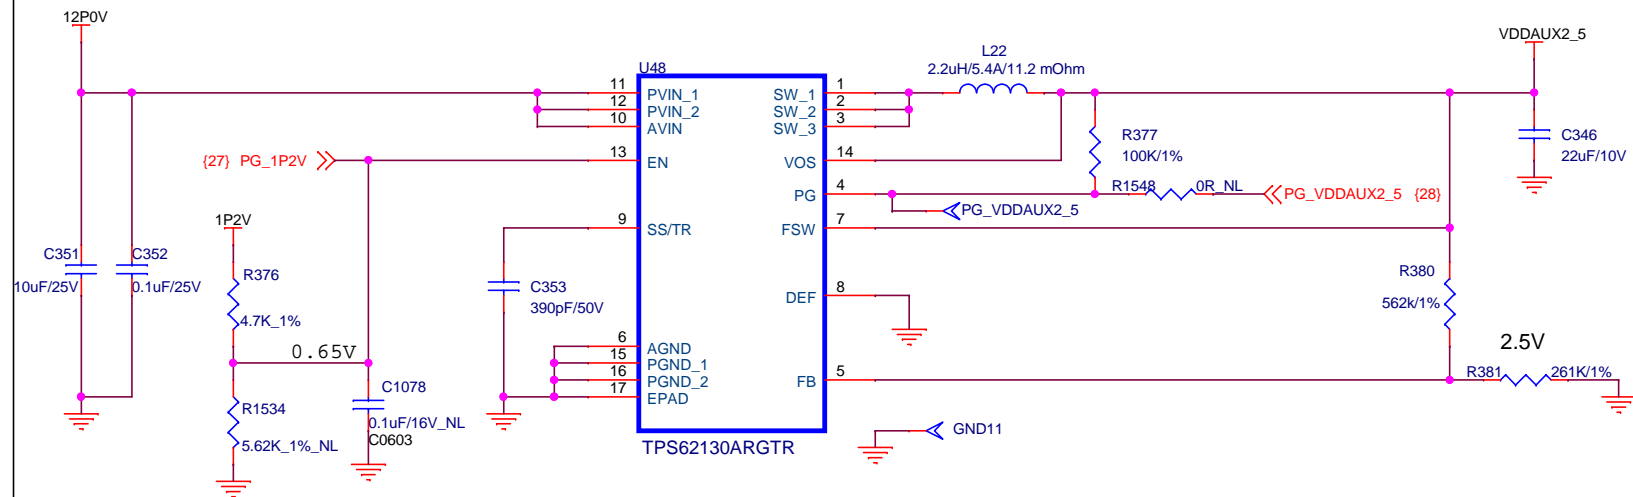 12P0V
VDDAUX2_5
L22
2.2uH/5.4A/11.2 mOhm
U48
11 PVIN_1 SW_1 1
12 PVIN_2 SW_2 2
10 AVIN SW_3 3
R377
100K/1%
C346
22uF/10V
{27} PG_1P2V 13 EN VOS 14
PG 4 R1548 0R_NL PG_VDDAUX2_5 {28}
PG_VDDAUX2_5
1P2V
9 SS/TR FSW 7
C351
10uF/25V
C352
0.1uF/25V
R376
4.7K_1%
C353
390pF/50V
DEF 8
R380
562k/1%
0.65V
6 AGND
15 PGND_1
16 PGND_2
17 EPAD
FB 5
2.5V
R381 261K/1%
R1534
5.62K_1%_NL
C1078
0.1uF/16V_NL
C0603
GND11
TPS62130ARGTR